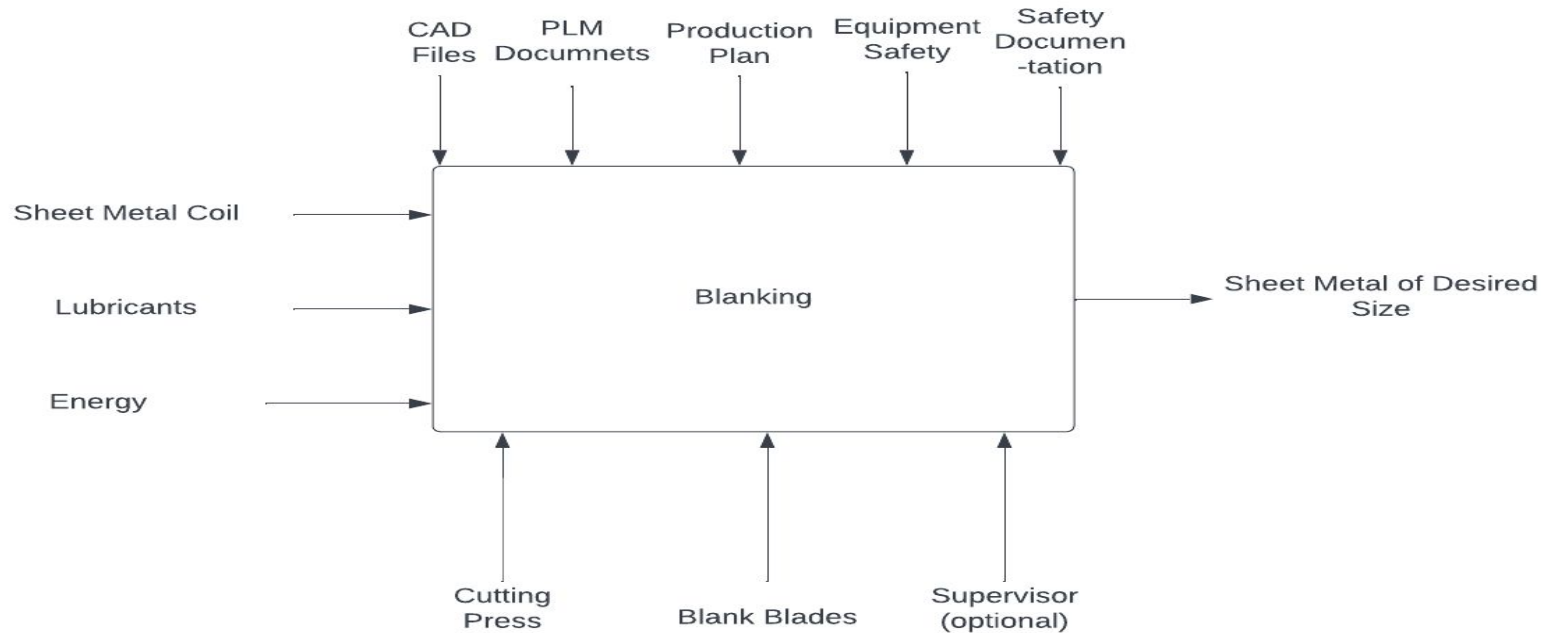 CAD
Files
PLM
Documnets
Production
Plan
Equipment
Safety
Safety
Documen
-tation
Sheet Metal Coil
Lubricants
Energy
Blanking
Sheet Metal of Desired
Size
Cutting
Press
Blank Blades
Supervisor
(optional)